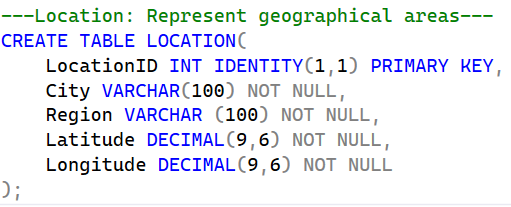 ---Location: Represent geographical areas---
CREATE TABLE LOCATION(
    LocationID INT IDENTITY(1,1) PRIMARY KEY,
    City VARCHAR(100) NOT NULL,
    Region VARCHAR (100) NOT NULL,
    Latitude DECIMAL(9,6) NOT NULL,
    Longitude DECIMAL(9,6) NOT NULL
);